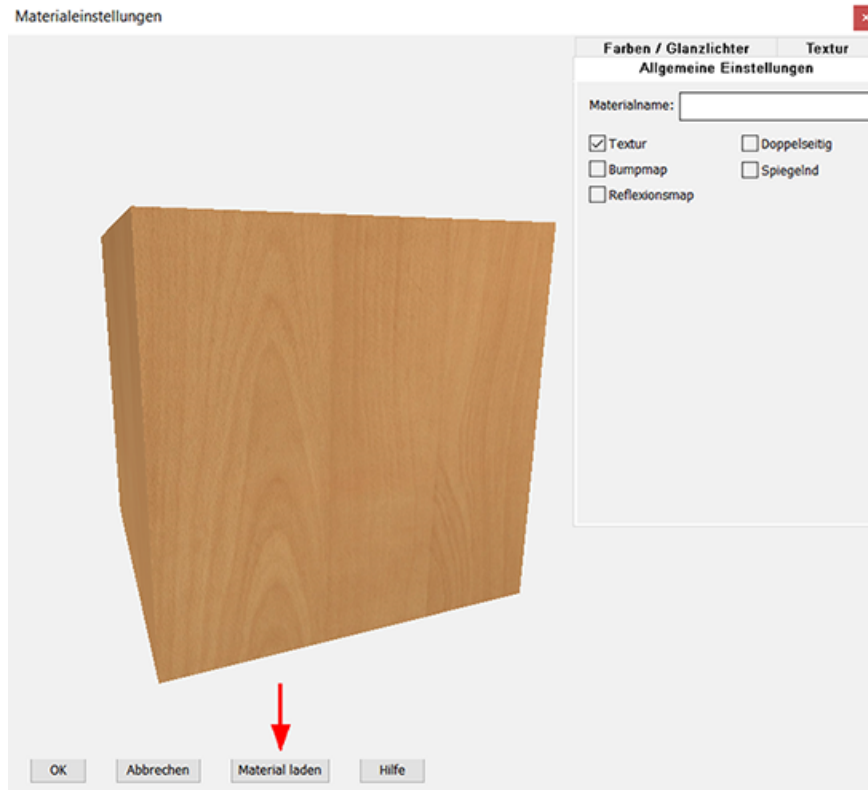 Materialeinstellungen
Farben / Glanzlichter Textur
Allgemeine Einstellungen
Materialname:
Textur Doppelseitig
Bumpmap Spiegelnd
Reflexionsmap
OK Abbrechen Material laden Hilfe